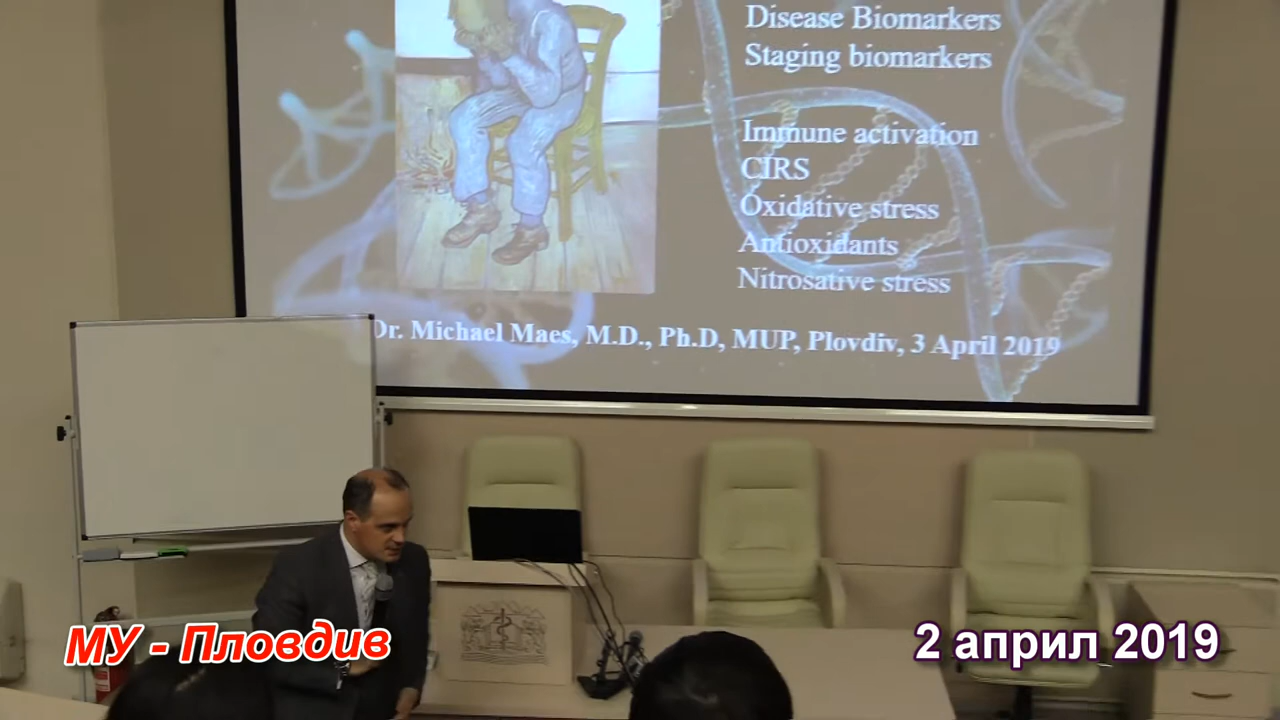 Disease Biomarkers
Staging biomarkers
Immune activation
CIRS
Oxidative stress
Antioxidants
Nitrosative stress
Dr. Michael Maes, M.D., Ph.D, MUP, Plovdiv, 3 April 2019
МУ - Пловдив
2 април 2019